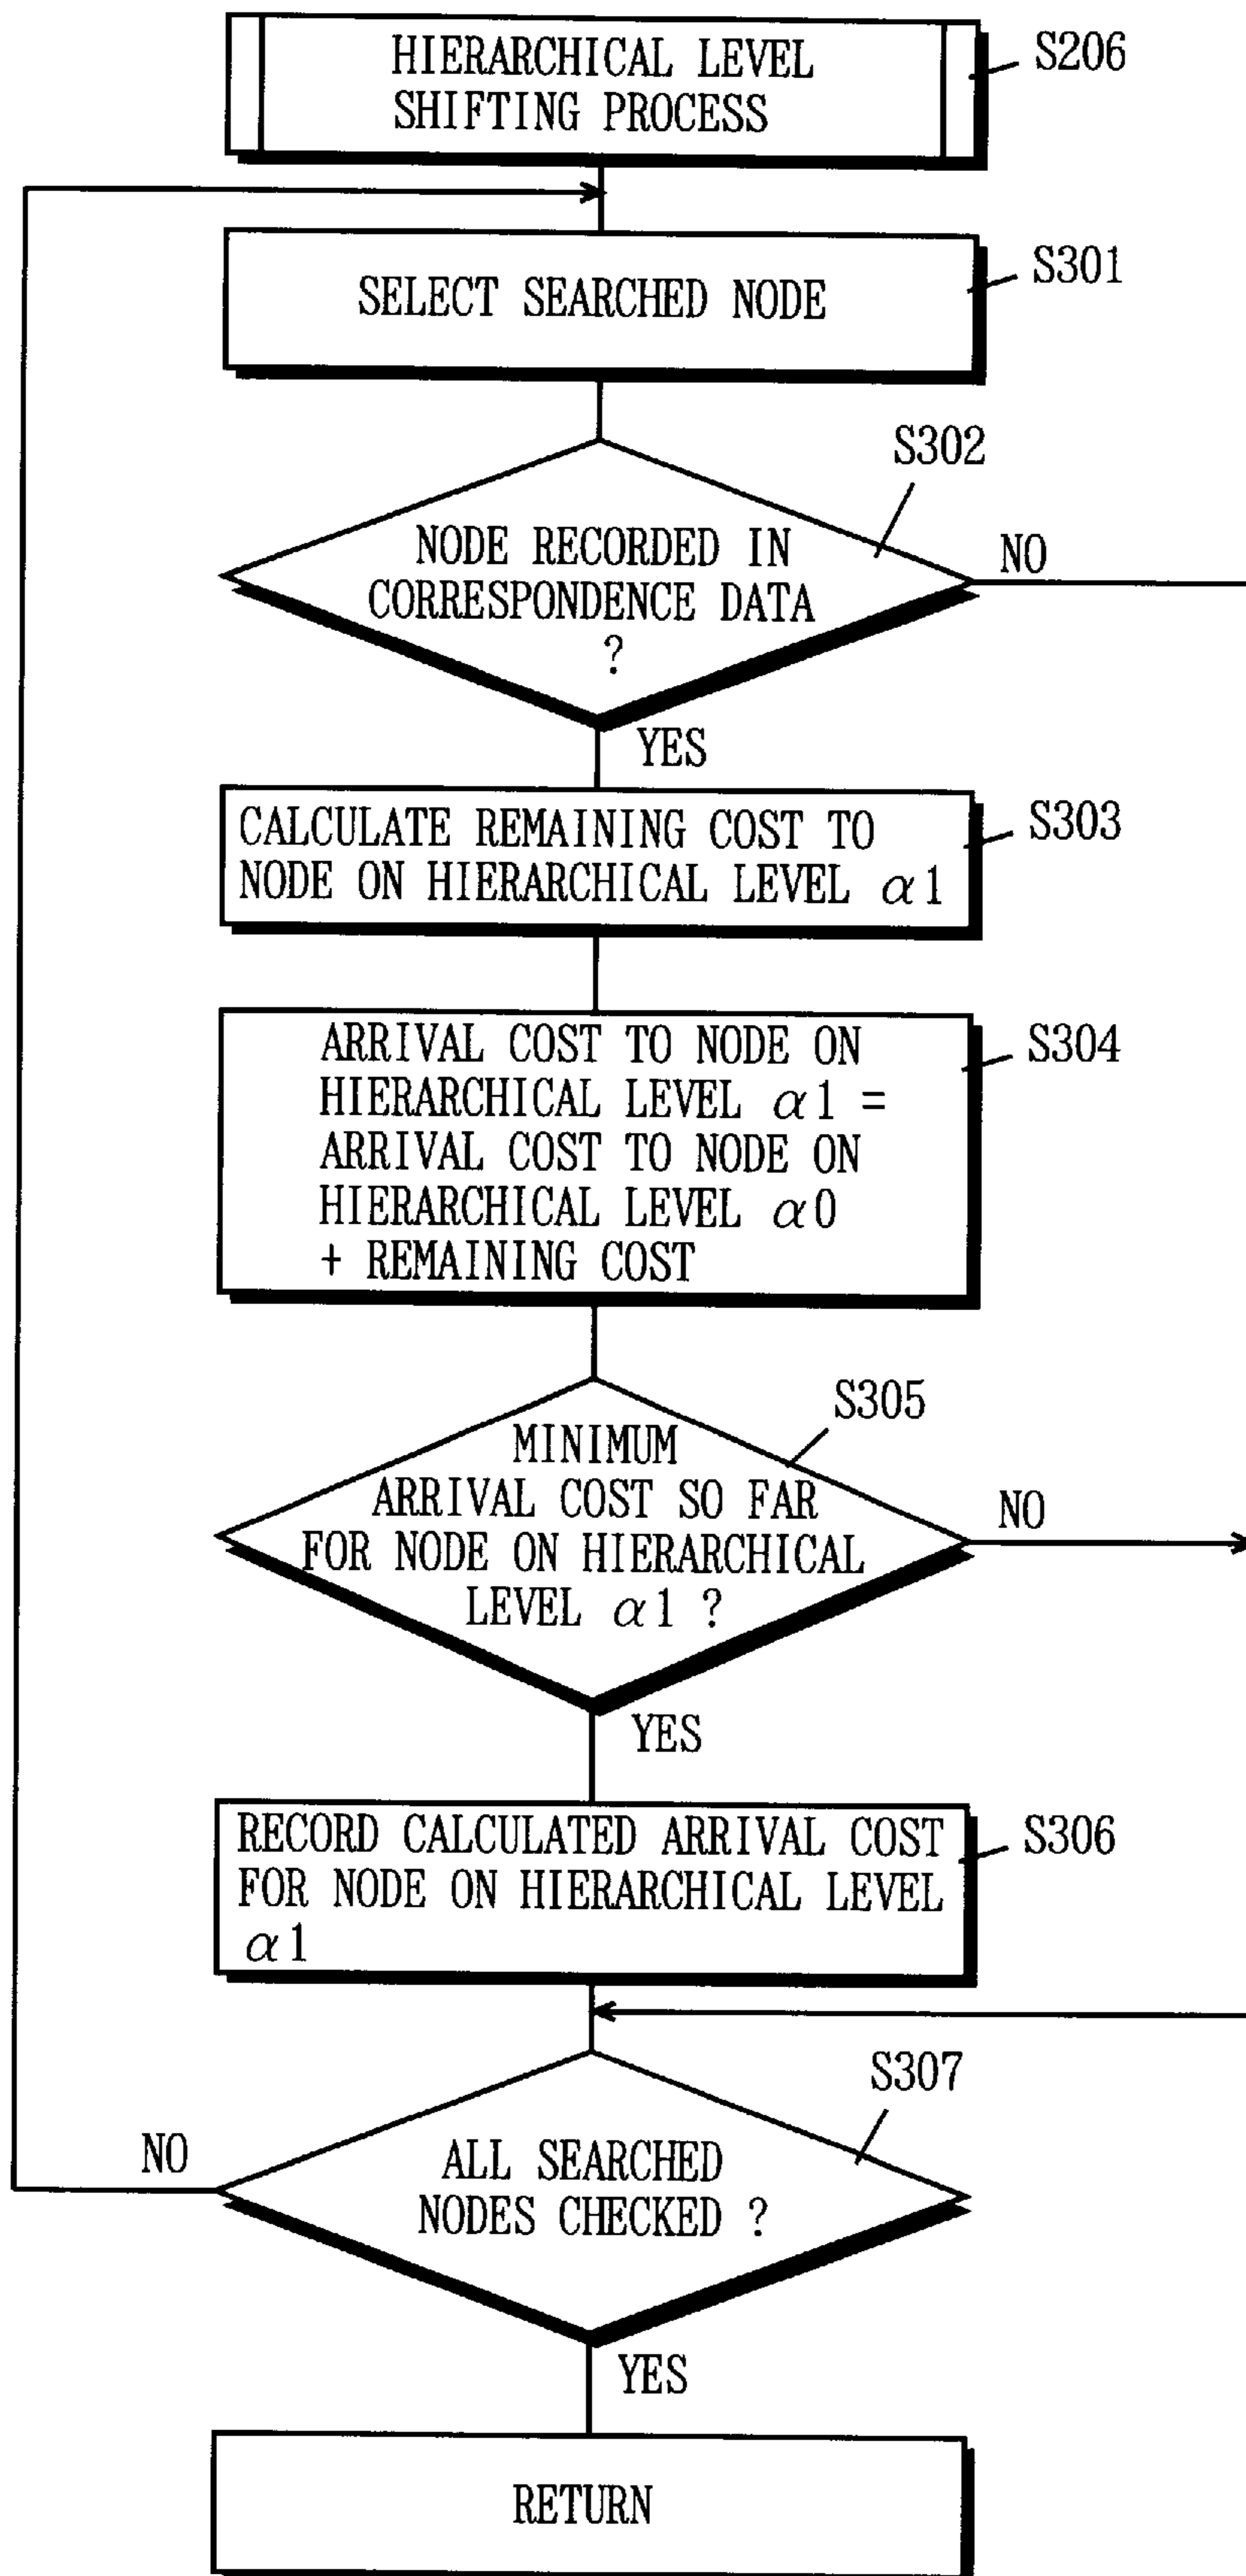 HIERARCHICAL LEVEL
SHIFTING PROCESS
S206
SELECT SEARCHED NODE
S301
S302
NODE RECORDED IN
CORRESPONDENCE DATA
?
NO
YES
CALCULATE REMAINING COST TO
NODE ON HIERARCHICAL LEVEL α1
S303
ARRIVAL COST TO NODE ON
HIERARCHICAL LEVEL α1 =
ARRIVAL COST TO NODE ON
HIERARCHICAL LEVEL α0
+ REMAINING COST
S304
S305
MINIMUM
ARRIVAL COST SO FAR
FOR NODE ON HIERARCHICAL
LEVEL α1 ?
NO
YES
RECORD CALCULATED ARRIVAL COST
FOR NODE ON HIERARCHICAL LEVEL
α1
S306
S307
ALL SEARCHED
NODES CHECKED ?
NO
YES
RETURN